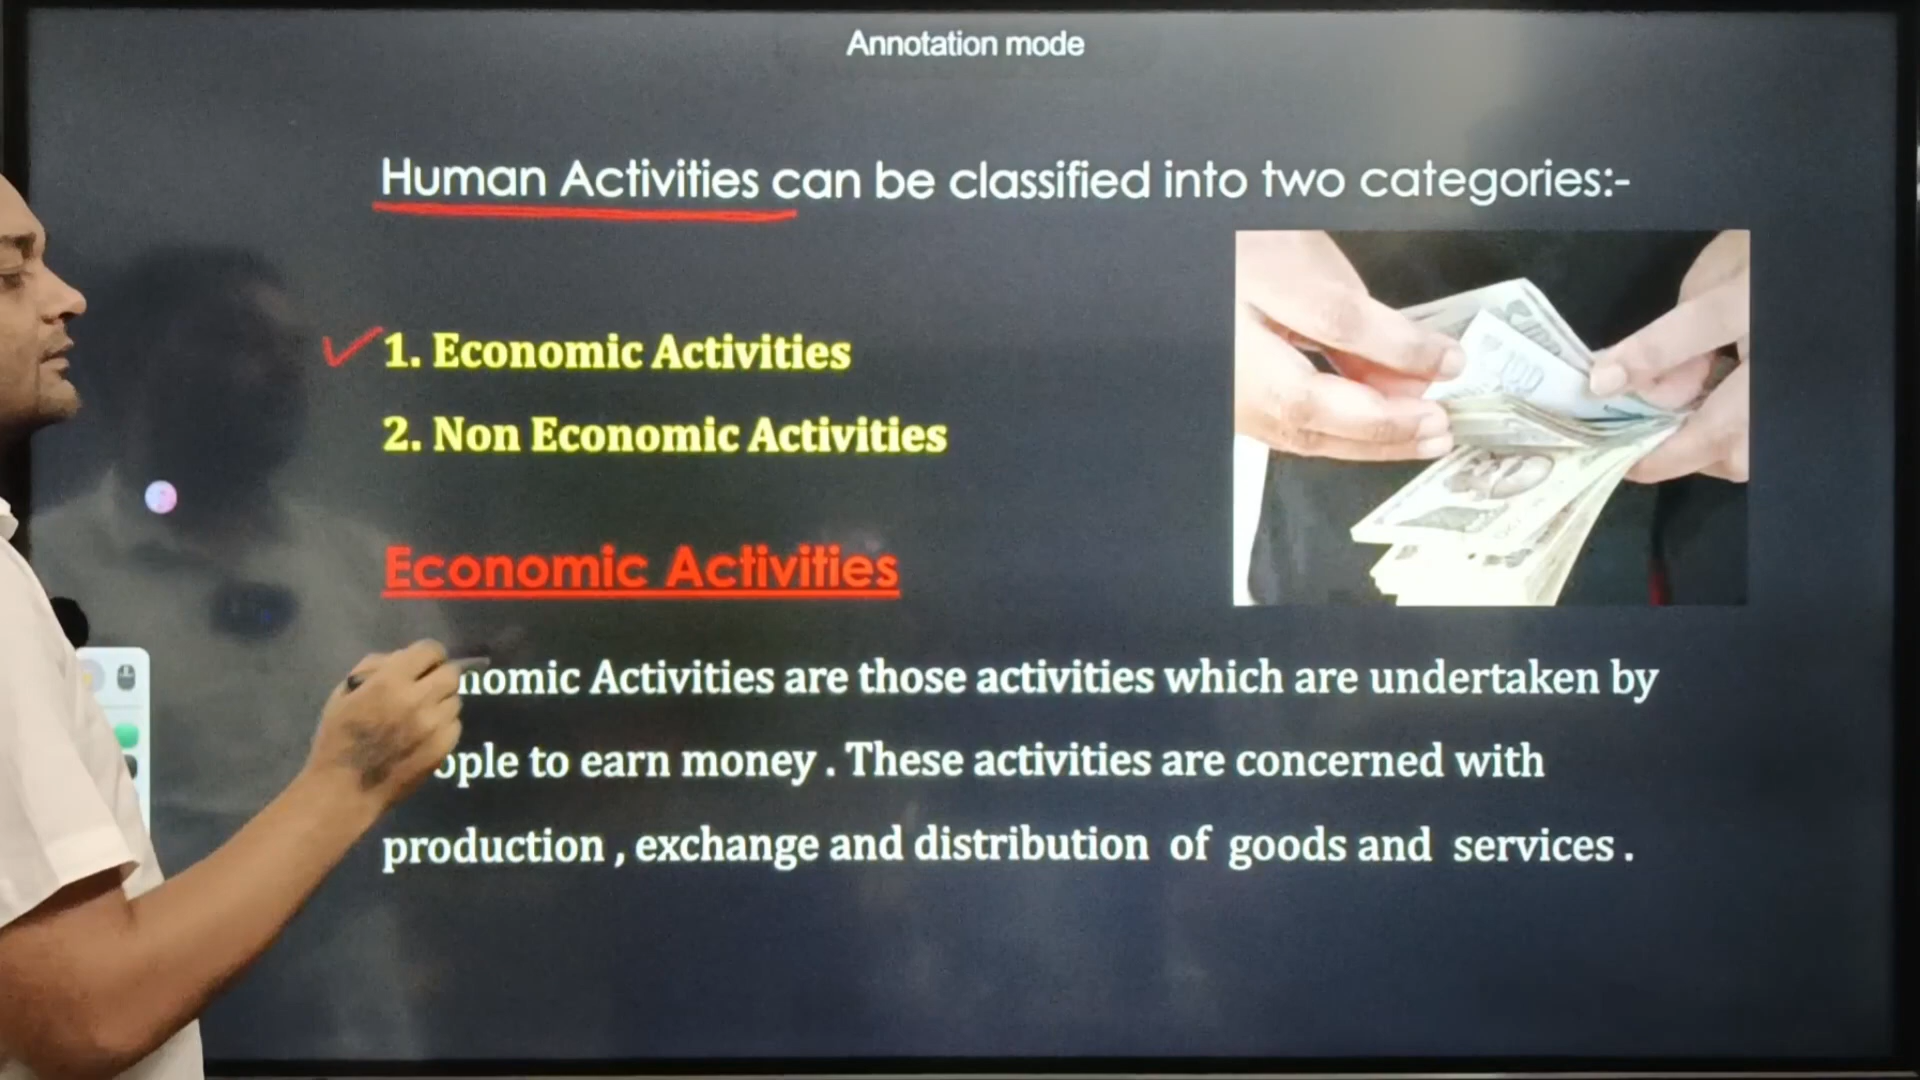 Annotation mode
Human Activities can be classified into two categories:-
1. Economic Activities
2. Non Economic Activities
Economic Activities
Activities are those activities which are undertaken by
to earn money . These activities are concerned with
production , exchange and distribution of goods and services .